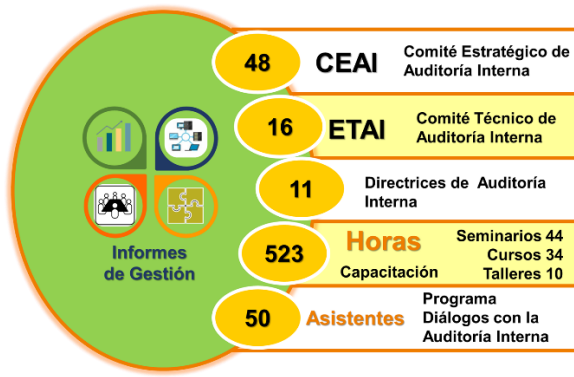 48
CEAI
Comité Estratégico de
Auditoría Interna
16
ETAI
Comité Técnico de
Auditoría Interna
11
Directrices de Auditoría
Interna
523
Horas
Capacitación
Seminarios 44
Cursos 34
Talleres 10
50
Asistentes
Programa
Diálogos con la
Auditoría Interna
Informes
de Gestión